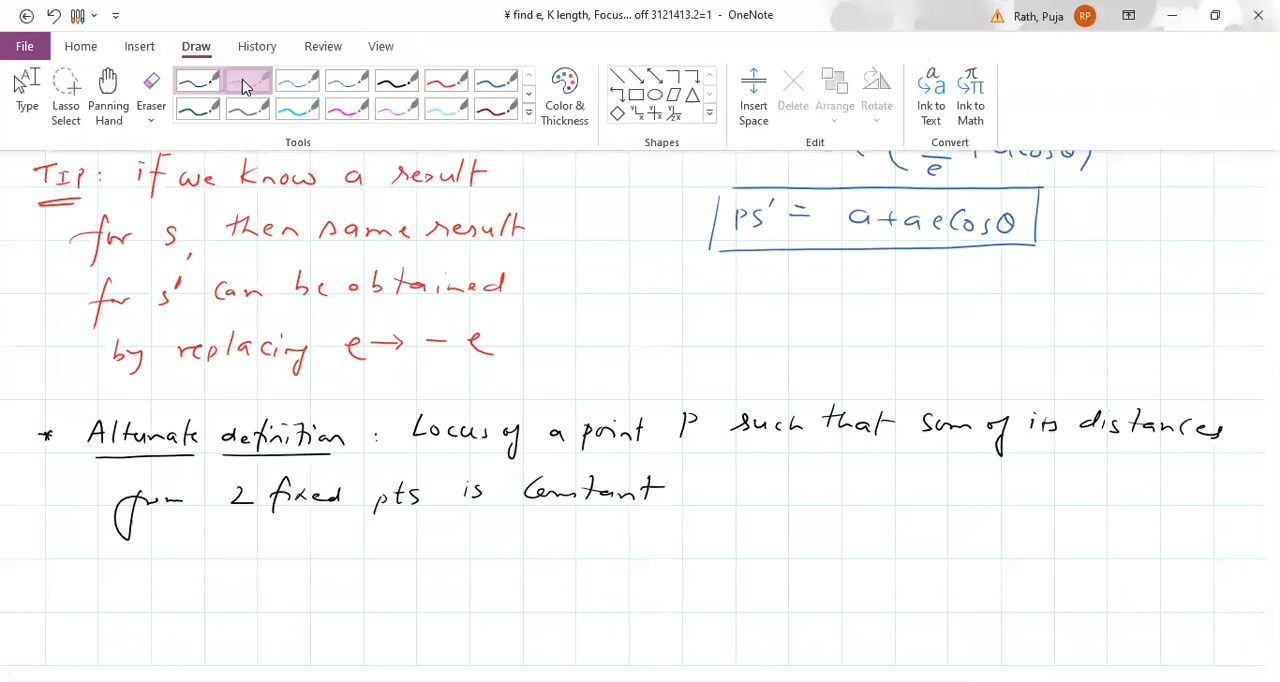 ¥ find e, K length, Focus... off 3121413.2=1 - OneNote
Rath, Puja RP
File Home Insert Draw History Review View
Type Lasso Select Panning Hand Eraser
Color & Thickness
Insert Space Delete Arrange Rotate
Ink to Text Ink to Math
Tools Shapes Edit Convert
TIP: if we know a result
for s, then same result
for s' can be obtained
by replacing e → - e
PS' = a + a e cos θ
* Alternate definition : Locus of a point P such that sum of its distances
from 2 fixed pts is constant